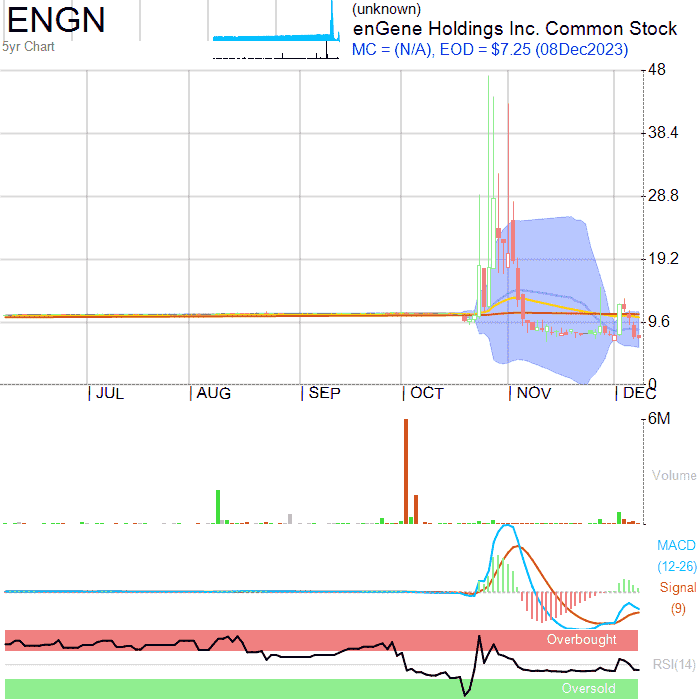 ENGN
5yr Chart
(unknown)
enGene Holdings Inc. Common Stock
MC = (N/A), EOD = $7.25 (08Dec2023)
48
38.4
28.8
19.2
9.6
0
JUL AUG SEP OCT NOV DEC
6M
Volume
MACD
(12-26)
Signal
(9)
Overbought
RSI(14)
Oversold